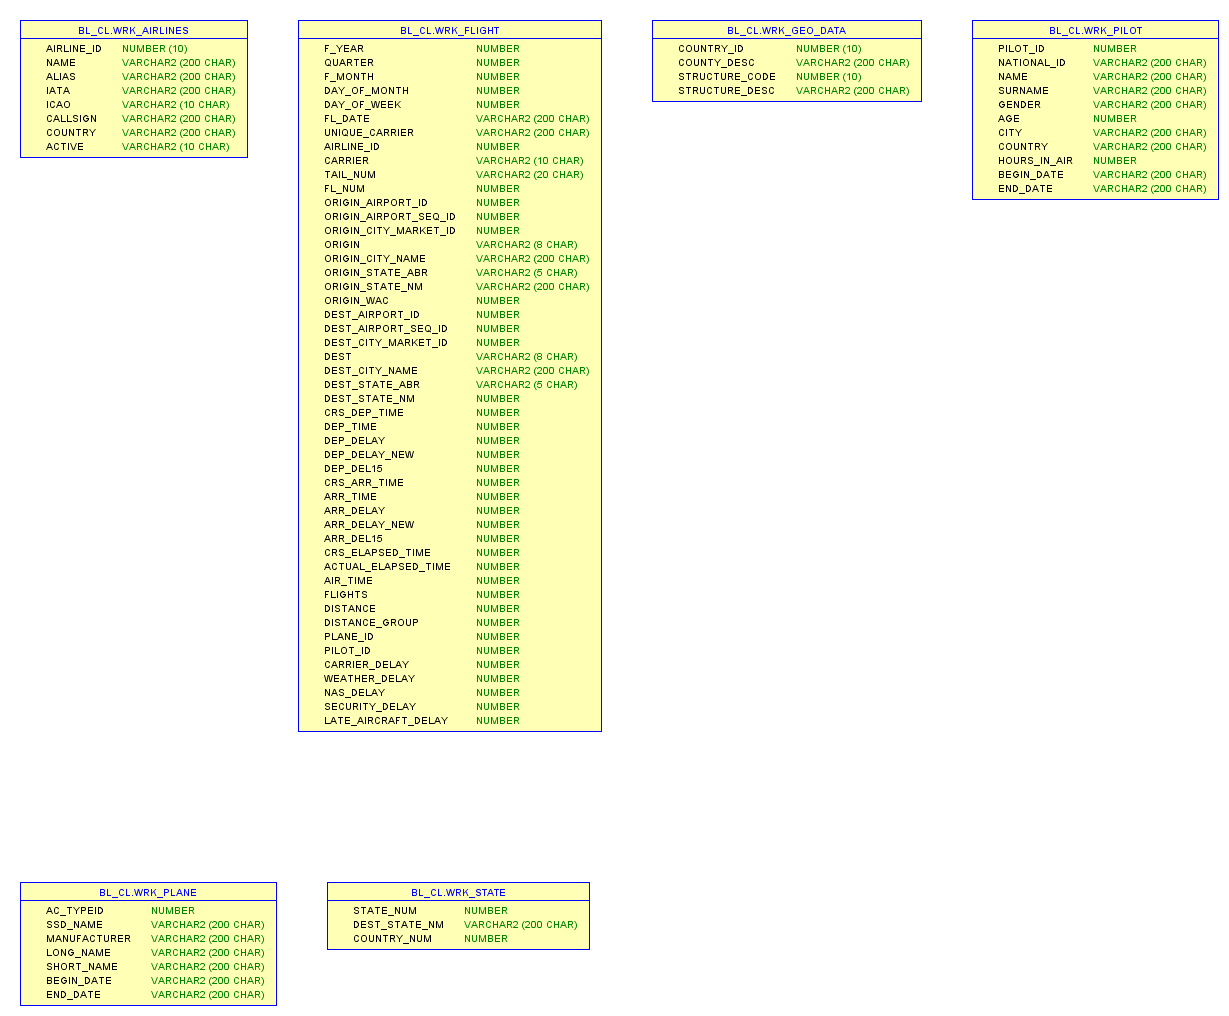 BL_CL.WRK_AIRLINES
AIRLINE_ID NUMBER (10)
NAME VARCHAR2 (200 CHAR)
ALIAS VARCHAR2 (200 CHAR)
IATA VARCHAR2 (200 CHAR)
ICAO VARCHAR2 (10 CHAR)
CALLSIGN VARCHAR2 (200 CHAR)
COUNTRY VARCHAR2 (200 CHAR)
ACTIVE VARCHAR2 (10 CHAR)
BL_CL.WRK_FLIGHT
F_YEAR NUMBER
QUARTER NUMBER
F_MONTH NUMBER
DAY_OF_MONTH NUMBER
DAY_OF_WEEK NUMBER
FL_DATE VARCHAR2 (200 CHAR)
UNIQUE_CARRIER VARCHAR2 (200 CHAR)
AIRLINE_ID NUMBER
CARRIER VARCHAR2 (10 CHAR)
TAIL_NUM VARCHAR2 (20 CHAR)
FL_NUM NUMBER
ORIGIN_AIRPORT_ID NUMBER
ORIGIN_AIRPORT_SEQ_ID NUMBER
ORIGIN_CITY_MARKET_ID NUMBER
ORIGIN VARCHAR2 (8 CHAR)
ORIGIN_CITY_NAME VARCHAR2 (200 CHAR)
ORIGIN_STATE_ABR VARCHAR2 (5 CHAR)
ORIGIN_STATE_NM VARCHAR2 (200 CHAR)
ORIGIN_WAC NUMBER
DEST_AIRPORT_ID NUMBER
DEST_AIRPORT_SEQ_ID NUMBER
DEST_CITY_MARKET_ID NUMBER
DEST VARCHAR2 (8 CHAR)
DEST_CITY_NAME VARCHAR2 (200 CHAR)
DEST_STATE_ABR VARCHAR2 (5 CHAR)
DEST_STATE_NM NUMBER
CRS_DEP_TIME NUMBER
DEP_TIME NUMBER
DEP_DELAY NUMBER
DEP_DELAY_NEW NUMBER
DEP_DEL15 NUMBER
CRS_ARR_TIME NUMBER
ARR_TIME NUMBER
ARR_DELAY NUMBER
ARR_DELAY_NEW NUMBER
ARR_DEL15 NUMBER
CRS_ELAPSED_TIME NUMBER
ACTUAL_ELAPSED_TIME NUMBER
AIR_TIME NUMBER
FLIGHTS NUMBER
DISTANCE NUMBER
DISTANCE_GROUP NUMBER
PLANE_ID NUMBER
PILOT_ID NUMBER
CARRIER_DELAY NUMBER
WEATHER_DELAY NUMBER
NAS_DELAY NUMBER
SECURITY_DELAY NUMBER
LATE_AIRCRAFT_DELAY NUMBER
BL_CL.WRK_GEO_DATA
COUNTRY_ID NUMBER (10)
COUNTY_DESC VARCHAR2 (200 CHAR)
STRUCTURE_CODE NUMBER (10)
STRUCTURE_DESC VARCHAR2 (200 CHAR)
BL_CL.WRK_PILOT
PILOT_ID NUMBER
NATIONAL_ID VARCHAR2 (200 CHAR)
NAME VARCHAR2 (200 CHAR)
SURNAME VARCHAR2 (200 CHAR)
GENDER VARCHAR2 (200 CHAR)
AGE NUMBER
CITY VARCHAR2 (200 CHAR)
COUNTRY VARCHAR2 (200 CHAR)
HOURS_IN_AIR NUMBER
BEGIN_DATE VARCHAR2 (200 CHAR)
END_DATE VARCHAR2 (200 CHAR)
BL_CL.WRK_PLANE
AC_TYPEID NUMBER
SSD_NAME VARCHAR2 (200 CHAR)
MANUFACTURER VARCHAR2 (200 CHAR)
LONG_NAME VARCHAR2 (200 CHAR)
SHORT_NAME VARCHAR2 (200 CHAR)
BEGIN_DATE VARCHAR2 (200 CHAR)
END_DATE VARCHAR2 (200 CHAR)
BL_CL.WRK_STATE
STATE_NUM NUMBER
DEST_STATE_NM VARCHAR2 (200 CHAR)
COUNTRY_NUM NUMBER